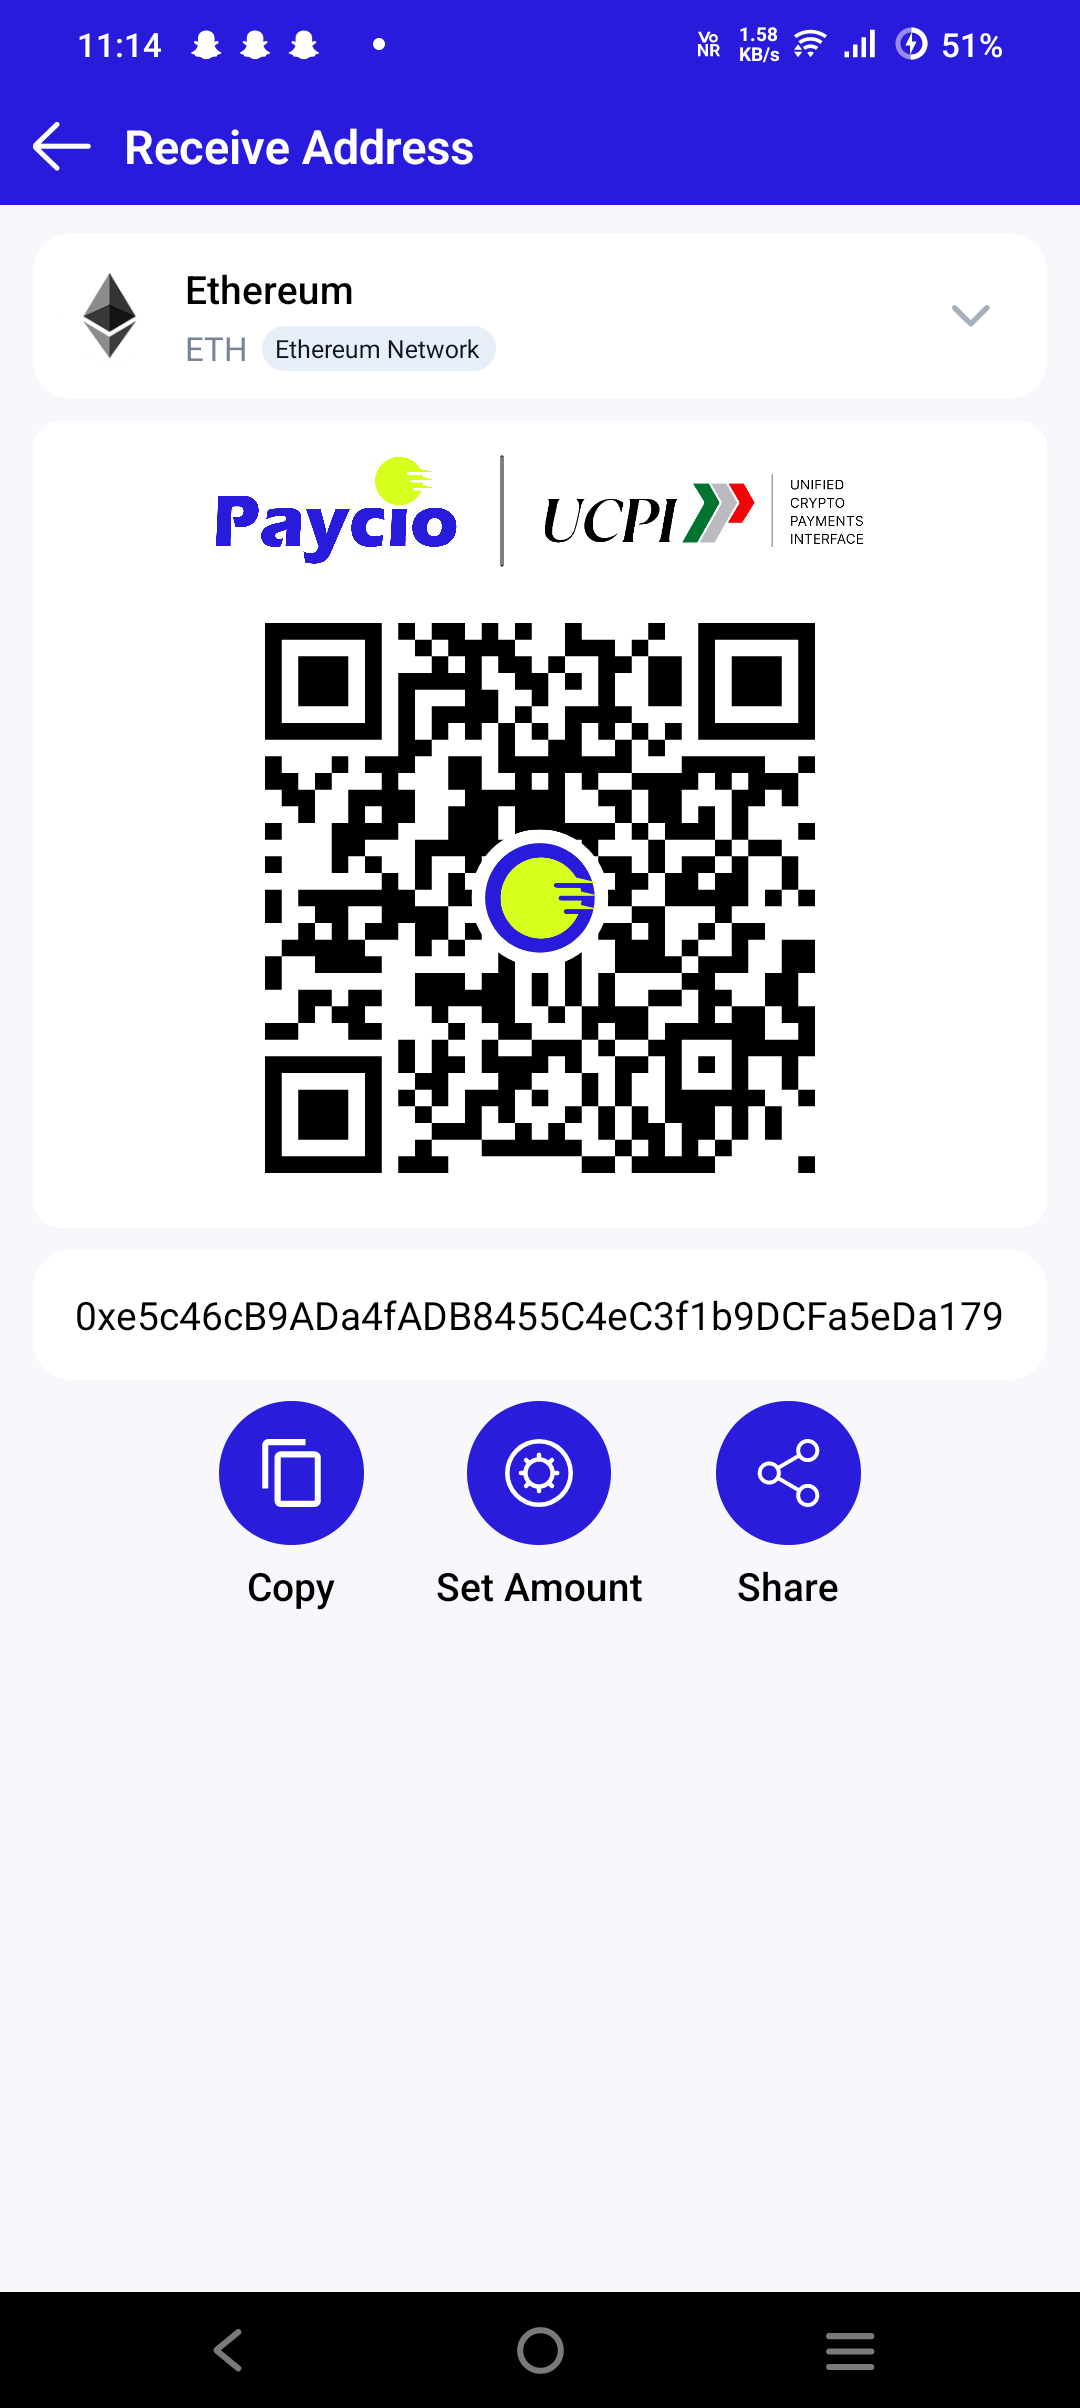 11:14
Vo NR
1.58 KB/s
51%
Receive Address
Ethereum
ETH Ethereum Network
Paycio
UCPI
UNIFIED
CRYPTO
PAYMENTS
INTERFACE
0xe5c46cB9ADa4fADB8455C4eC3f1b9DCFa5eDa179
Copy
Set Amount
Share